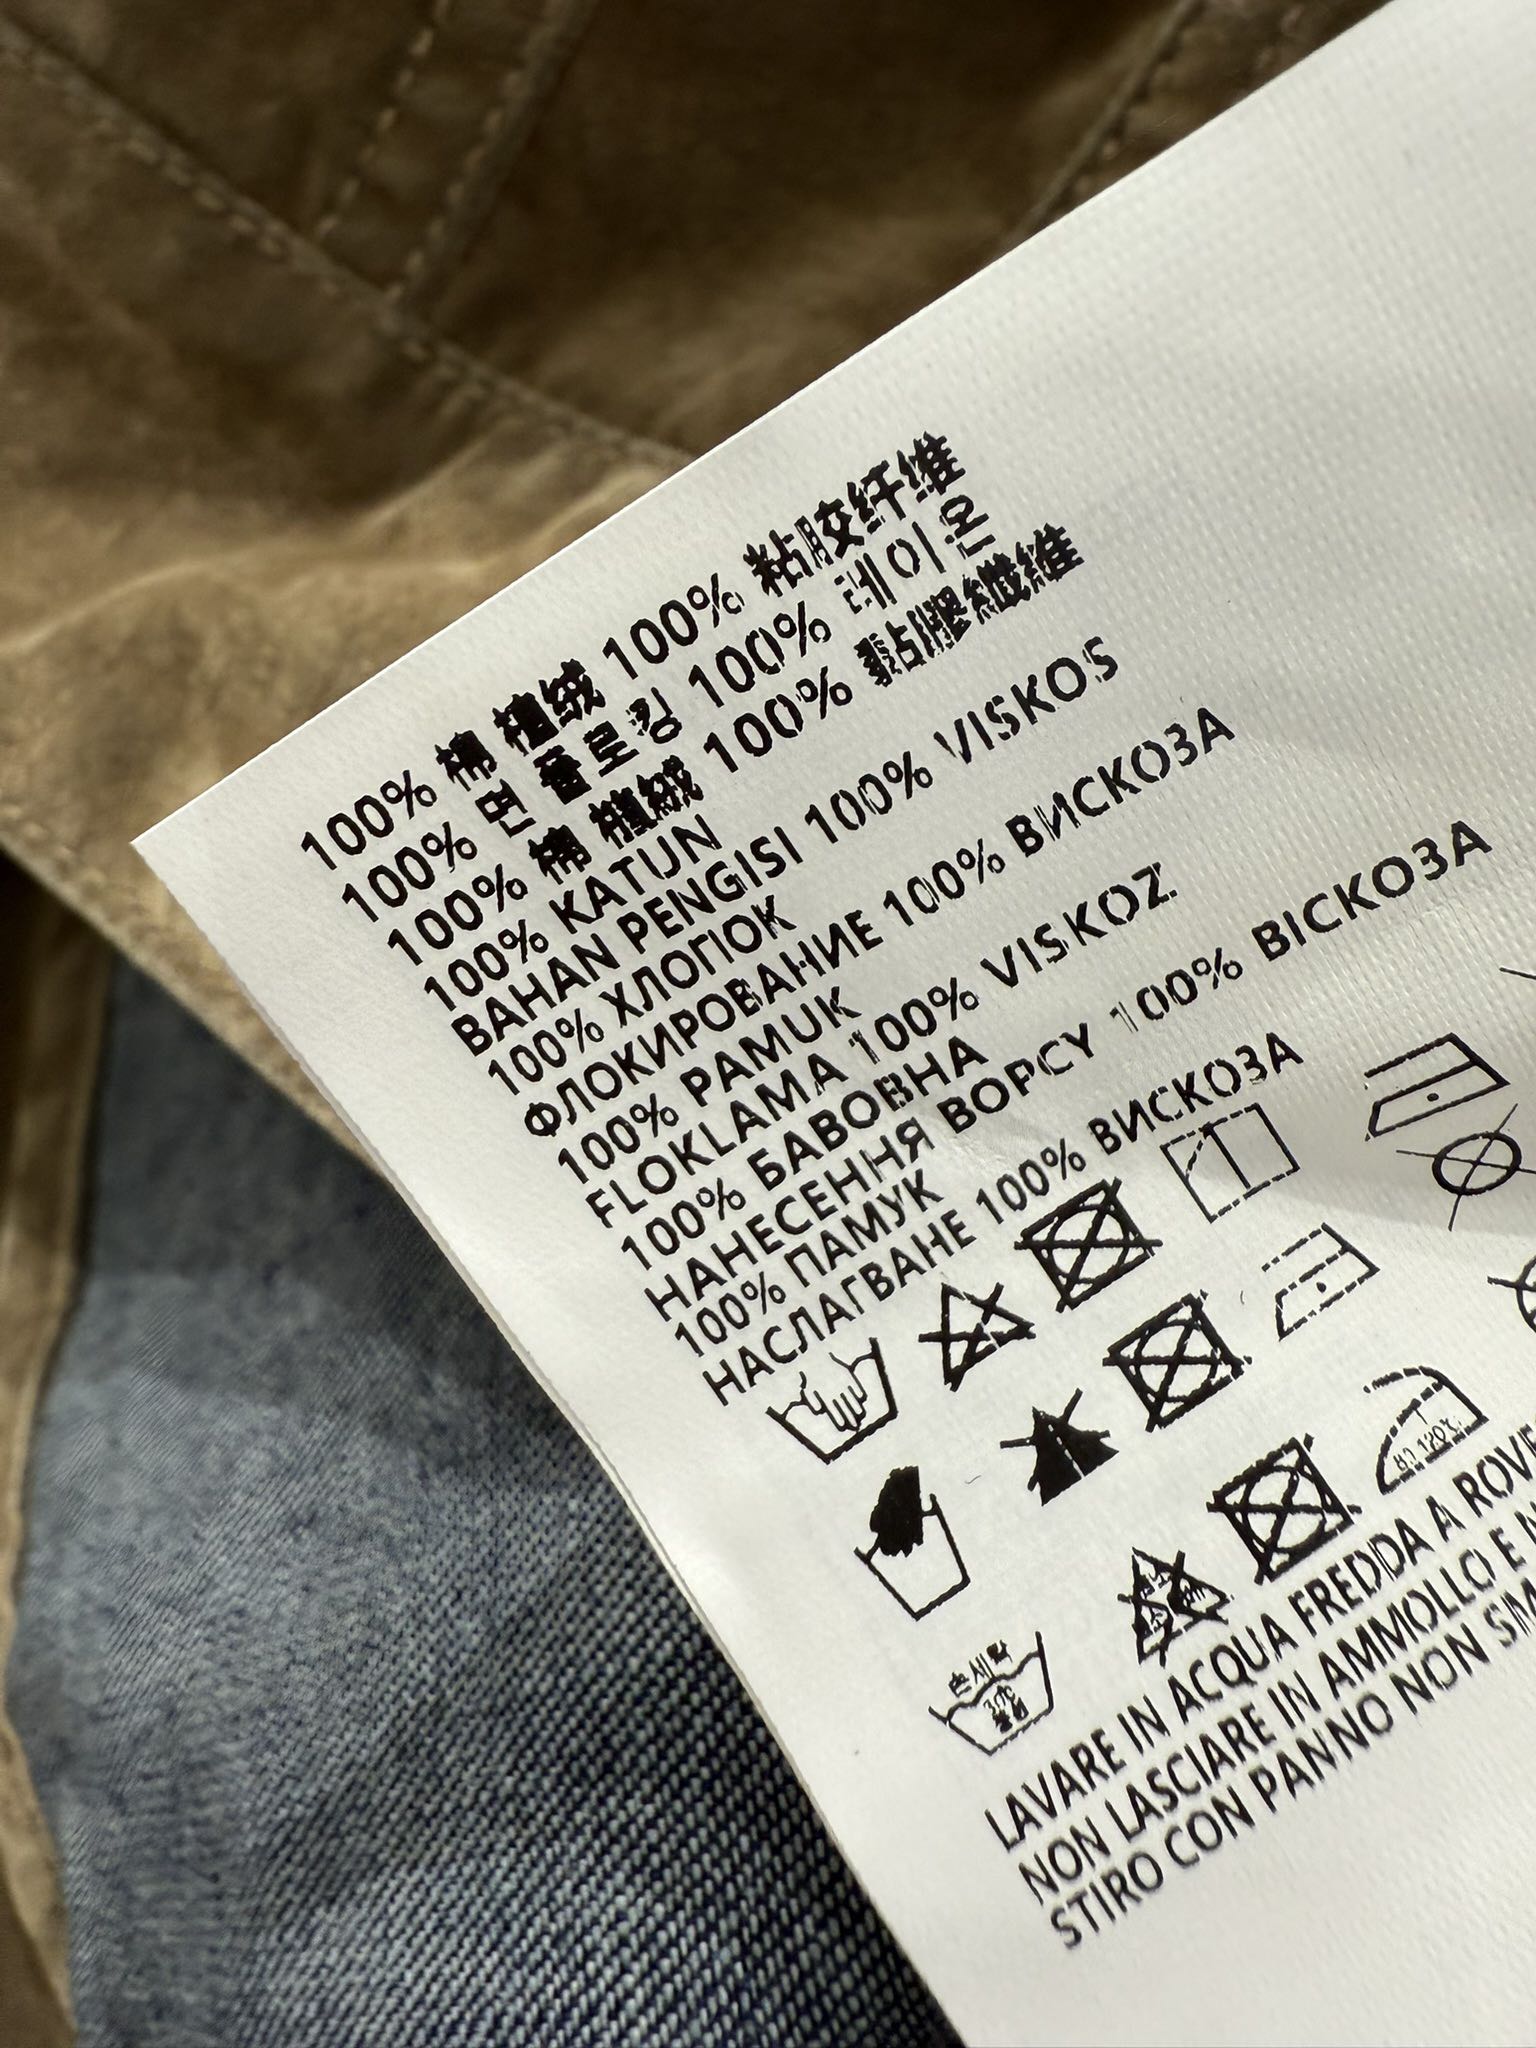 100% 棉 植绒 100% 粘胶纤维
100% 면 플로킹 100% 레이온
100% 棉 植絨 100% 黏膠纖維
100% KATUN
BAHAN PENGISI 100% VISKOS
100% ХЛОПОК
ФЛОКИРОВАНИЕ 100% ВИСКОЗА
100% PAMUK
FLOKLAMA 100% VISKOZ
100% БАВОВНА
НАНЕСЕННЯ ВОРСУ 100% ВІСКОЗА
100% ПАМУК
НАСЛАГВАНЕ 100% ВИСКОЗА
손세탁
LAVARE IN ACQUA FREDDA A
NON LASCIARE IN AMMOLLO E
STIRO CON PANNO NON